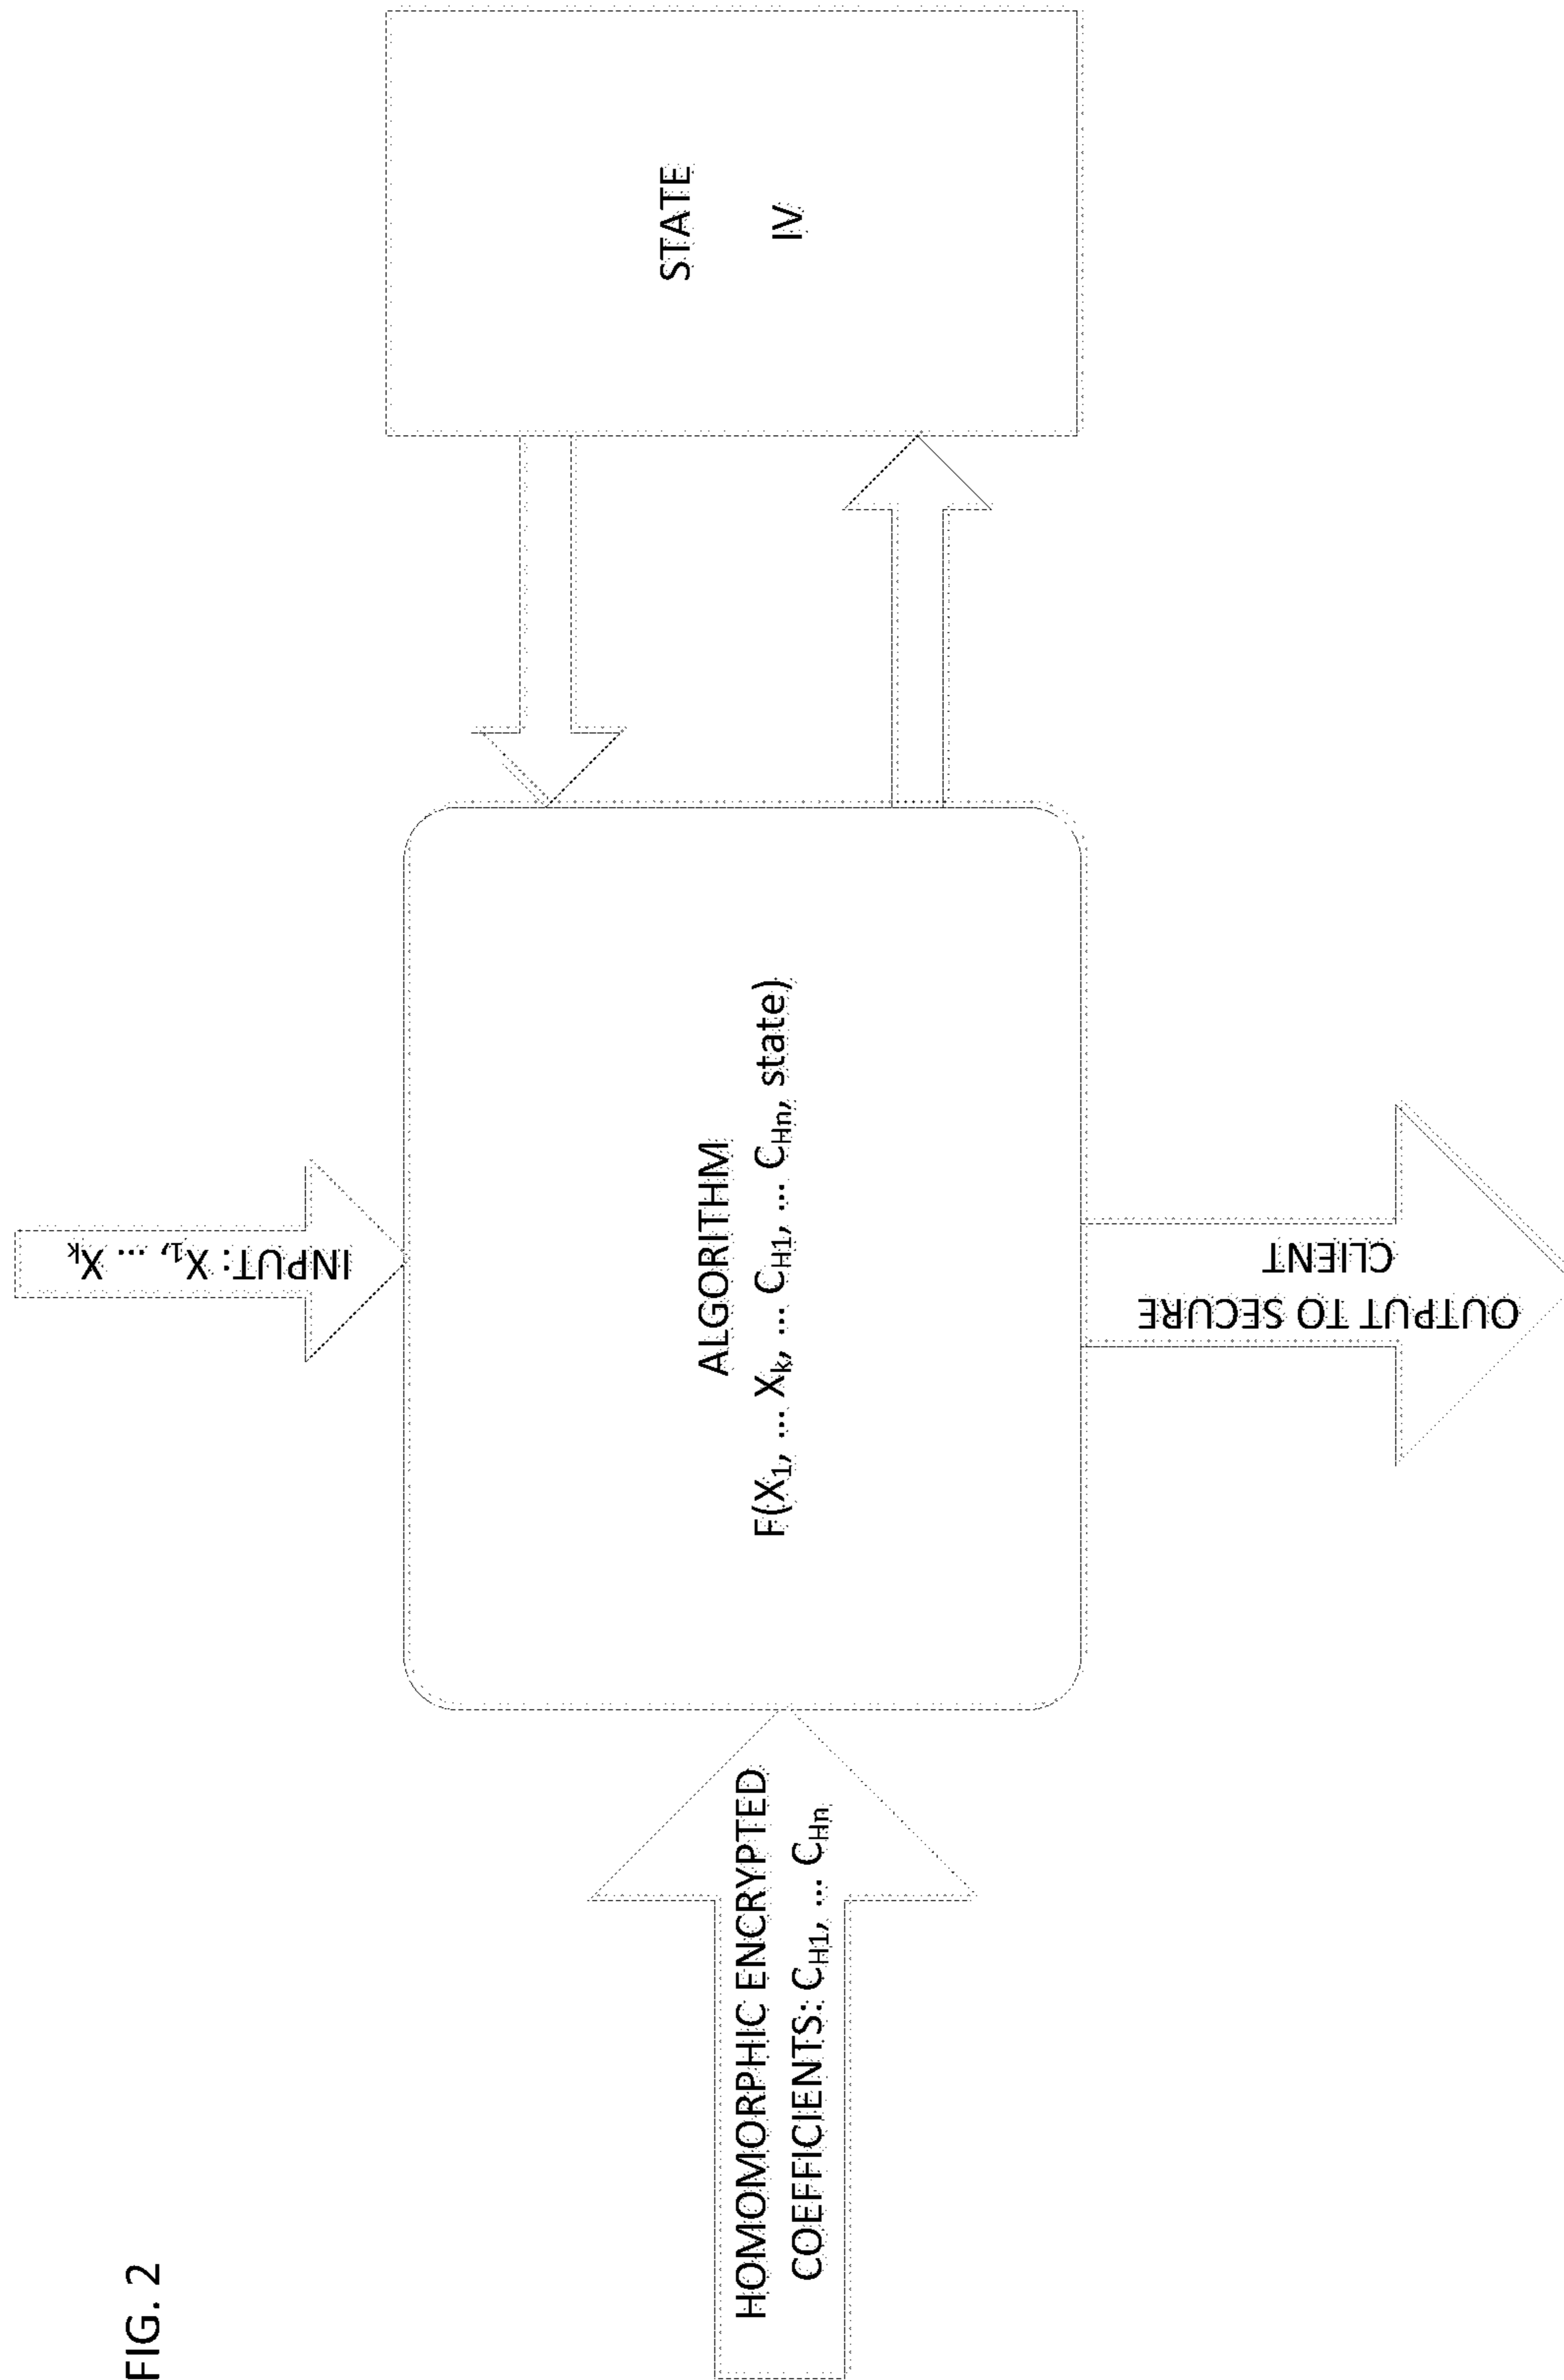 FIG. 2
INPUT: X1, ... Xk
HOMOMORPHIC ENCRYPTED
COEFFICIENTS: CH1, ... CHn
ALGORITHM
F(X1, ... Xk, ... CH1, ... CHn, state)
STATE
IV
OUTPUT TO SECURE
CLIENT